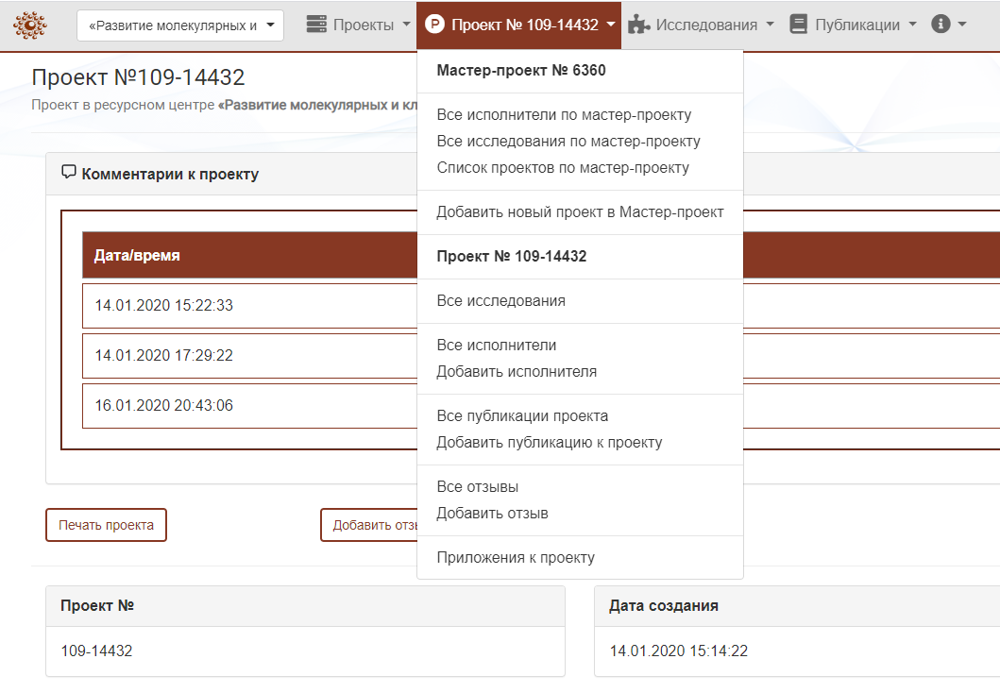 «Развитие молекулярных и
Проекты
Проект № 109-14432
Исследования
Публикации
Проект №109-14432
Проект в ресурсном центре «Развитие молекулярных и кл
Мастер-проект № 6360
Все исполнители по мастер-проекту
Все исследования по мастер-проекту
Список проектов по мастер-проекту
Добавить новый проект в Мастер-проект
Проект № 109-14432
Все исследования
Все исполнители
Добавить исполнителя
Все публикации проекта
Добавить публикацию к проекту
Все отзывы
Добавить отзыв
Приложения к проекту
Комментарии к проекту
Дата/время
14.01.2020 15:22:33
14.01.2020 17:29:22
16.01.2020 20:43:06
Печать проекта
Добавить отзы
Проект №
109-14432
Дата создания
14.01.2020 15:14:22